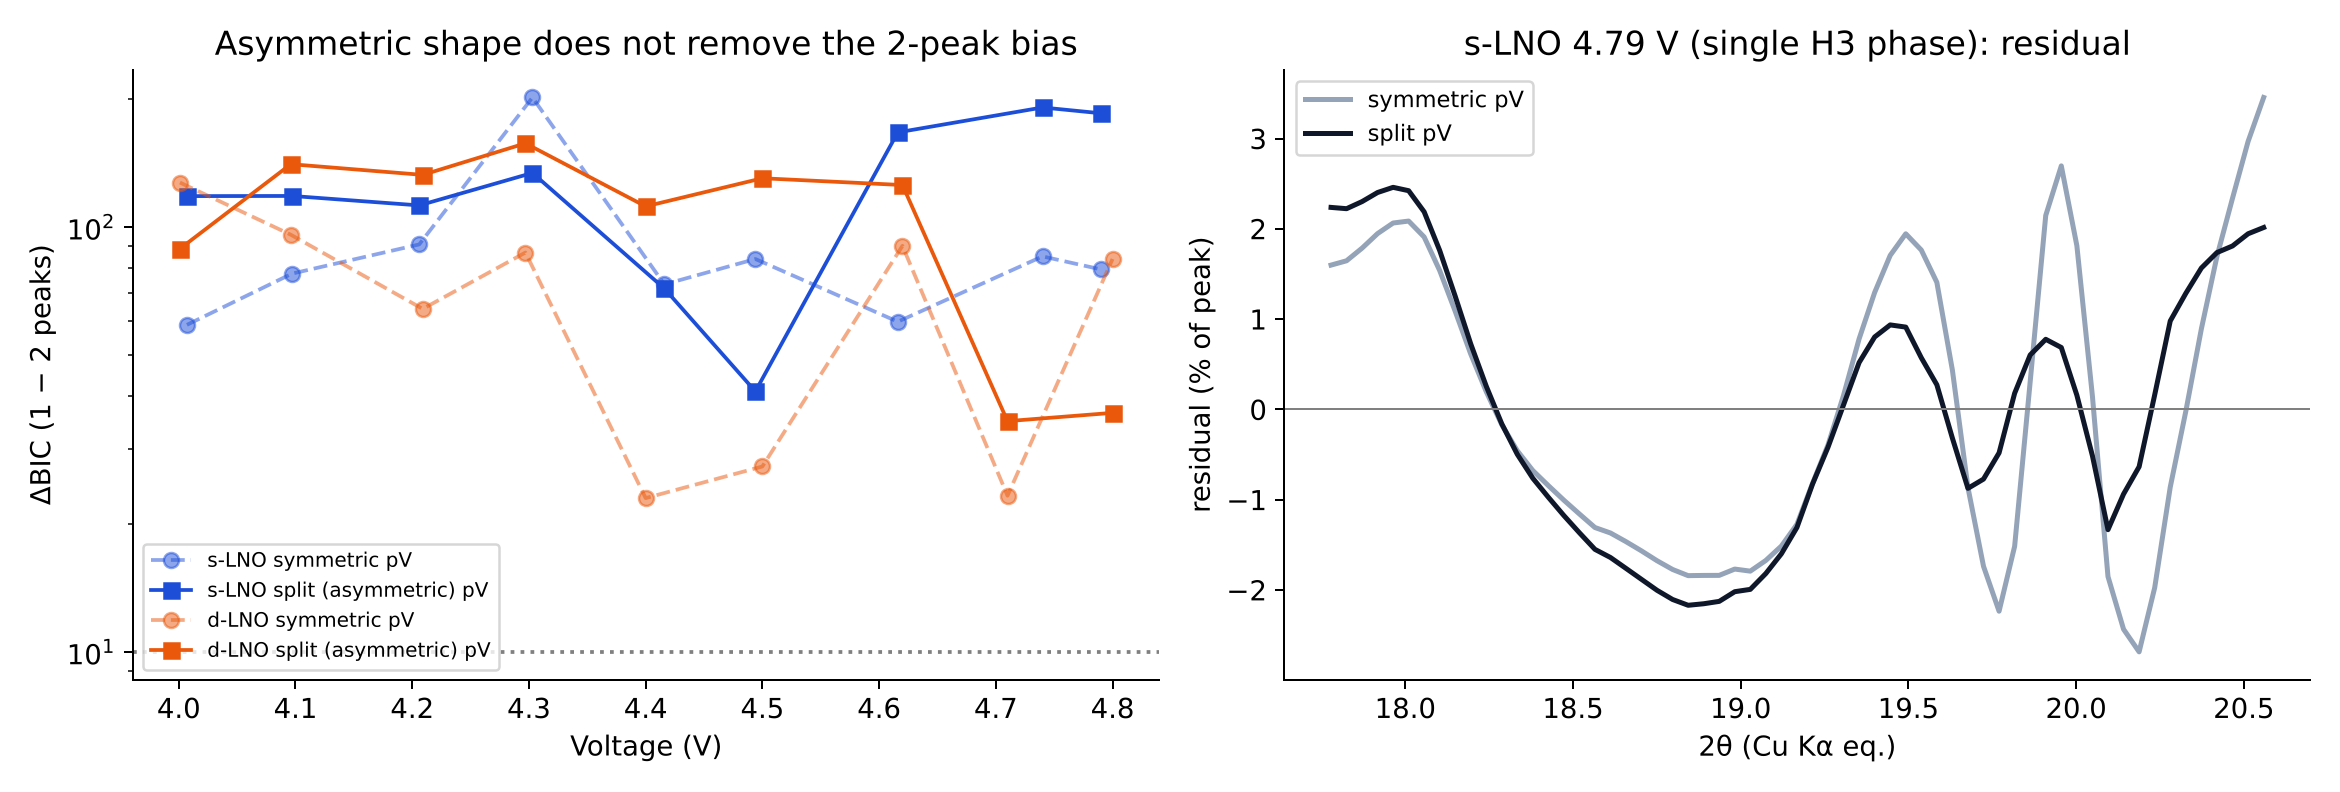 Asymmetric shape does not remove the 2-peak bias
ΔBIC (1 − 2 peaks)
10²
10¹
s-LNO symmetric pV
s-LNO split (asymmetric) pV
d-LNO symmetric pV
d-LNO split (asymmetric) pV
4.0 4.1 4.2 4.3 4.4 4.5 4.6 4.7 4.8
Voltage (V)
s-LNO 4.79 V (single H3 phase): residual
symmetric pV
split pV
residual (% of peak)
3
2
1
0
−1
−2
18.0 18.5 19.0 19.5 20.0 20.5
2θ (Cu Kα eq.)